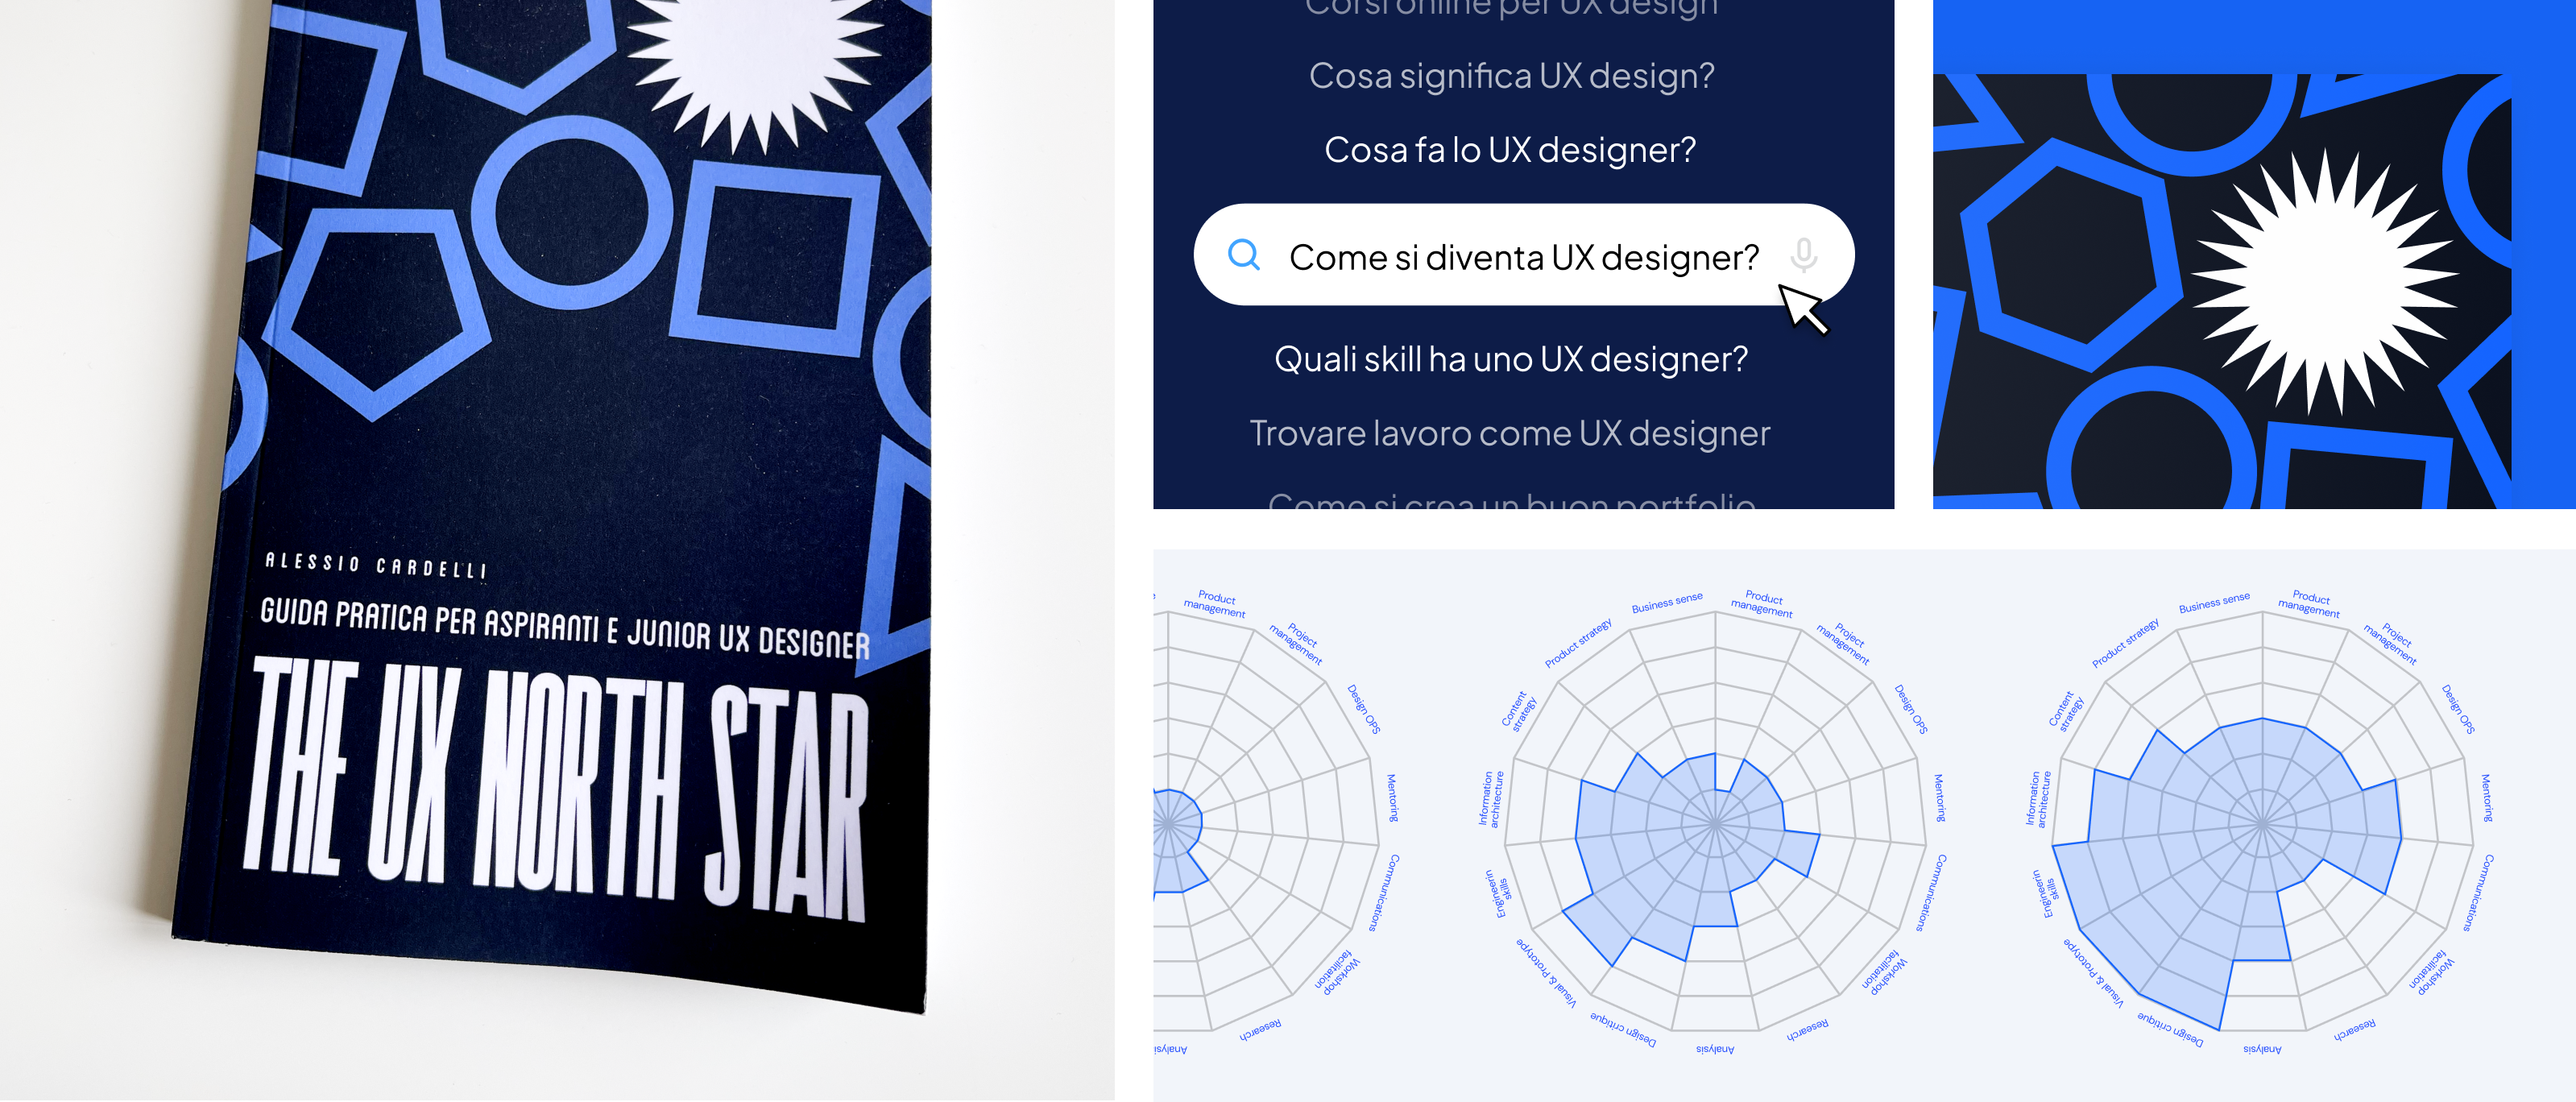 ALESSIO CARDELLI
GUIDA PRATICA PER ASPIRANTI E JUNIOR UX DESIGNER
THE UX NORTH STAR
Corsi online per UX design
Cosa significa UX design?
Cosa fa lo UX designer?
Come si diventa UX designer?
Quali skill ha uno UX designer?
Trovare lavoro come UX designer
Come si crea un buon portfolio
Product
management
Project
management
Design OPS
Mentoring
Communications
Workshop
facilitation
Research
Analysis
Business sense
Product
management
Project
management
Design OPS
Mentoring
Communications
Workshop
facilitation
Research
Analysis
Design critique
Visual & Prototype
Engineerin
skills
Information
architecture
Content
strategy
Product strategy
Business sense
Product
management
Project
management
Design OPS
Mentoring
Communications
Workshop
facilitation
Research
Analysis
Design critique
Visual & Prototype
Engineerin
skills
Information
architecture
Content
strategy
Product strategy